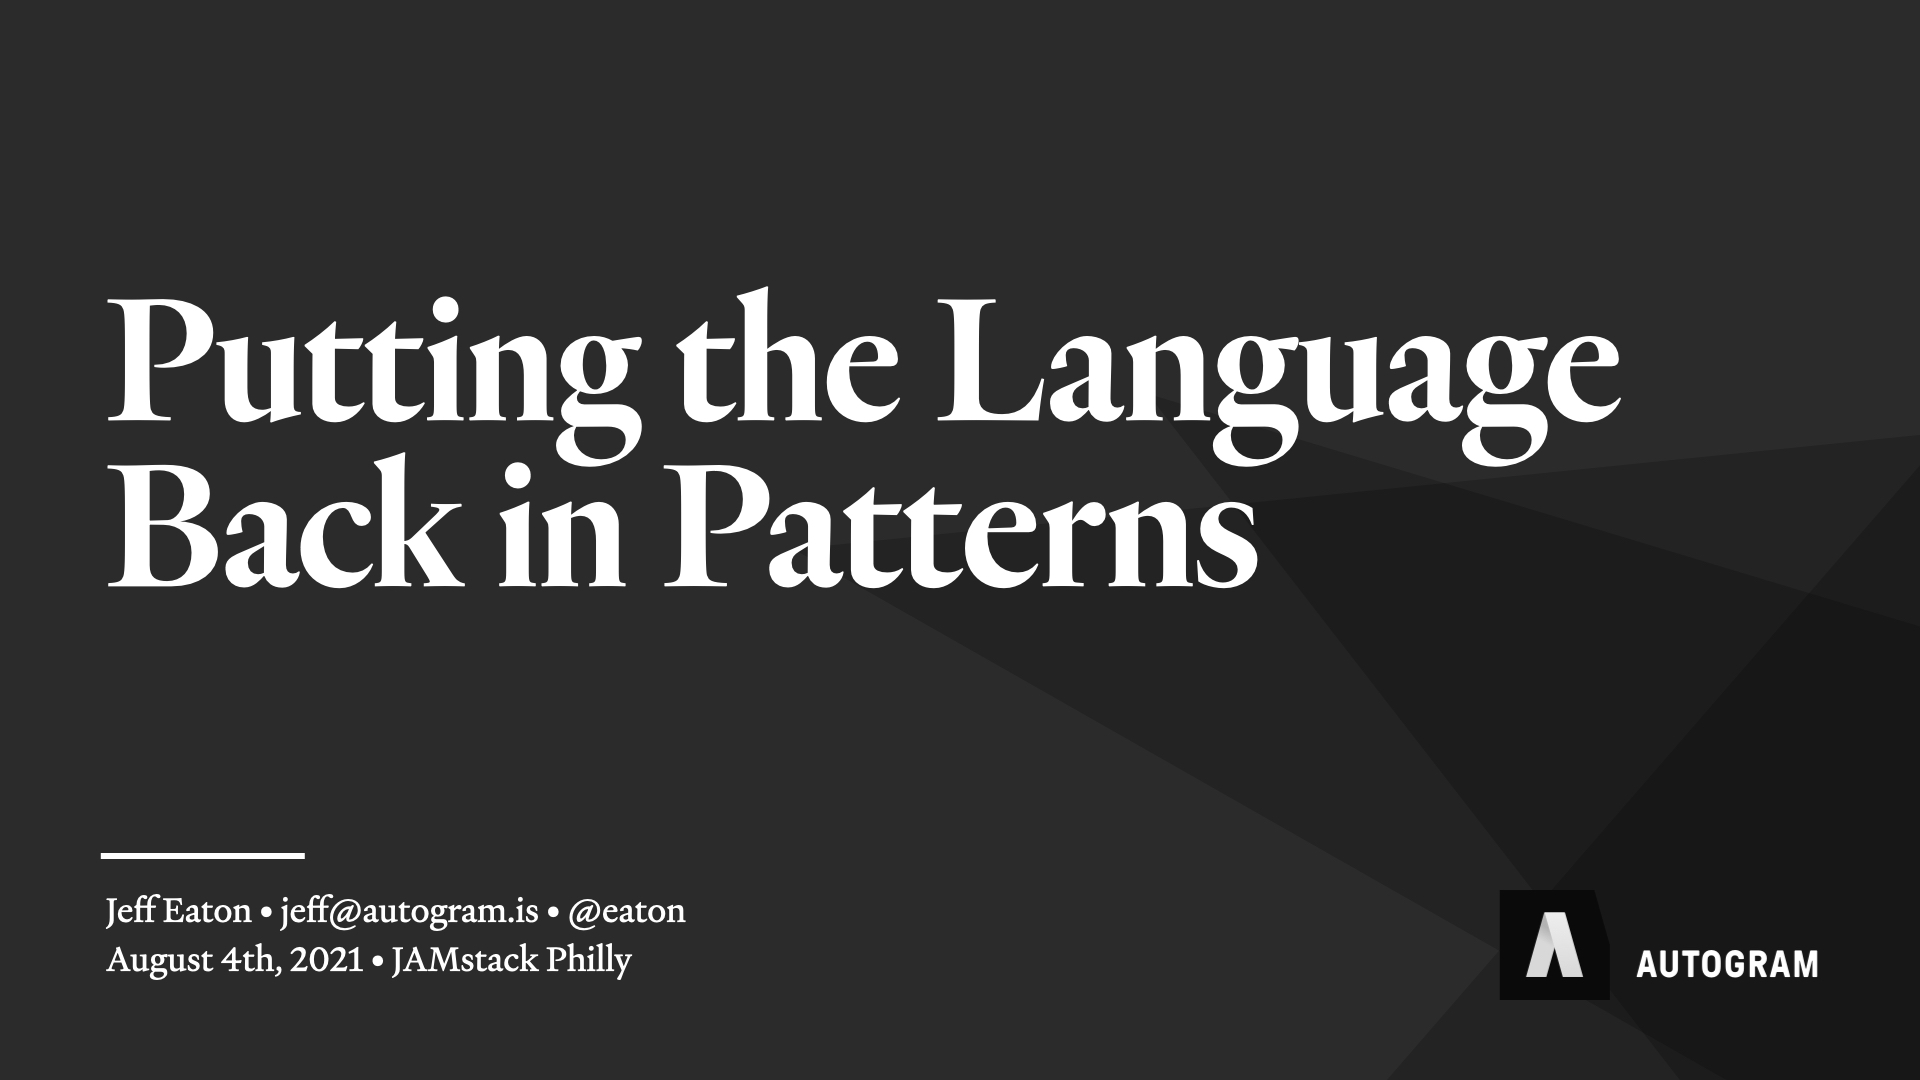 Putting the Language
Back in Patterns
Jeff Eaton • jeff@autogram.is • @eaton
August 4th, 2021 • JAMstack Philly
AUTOGRAM